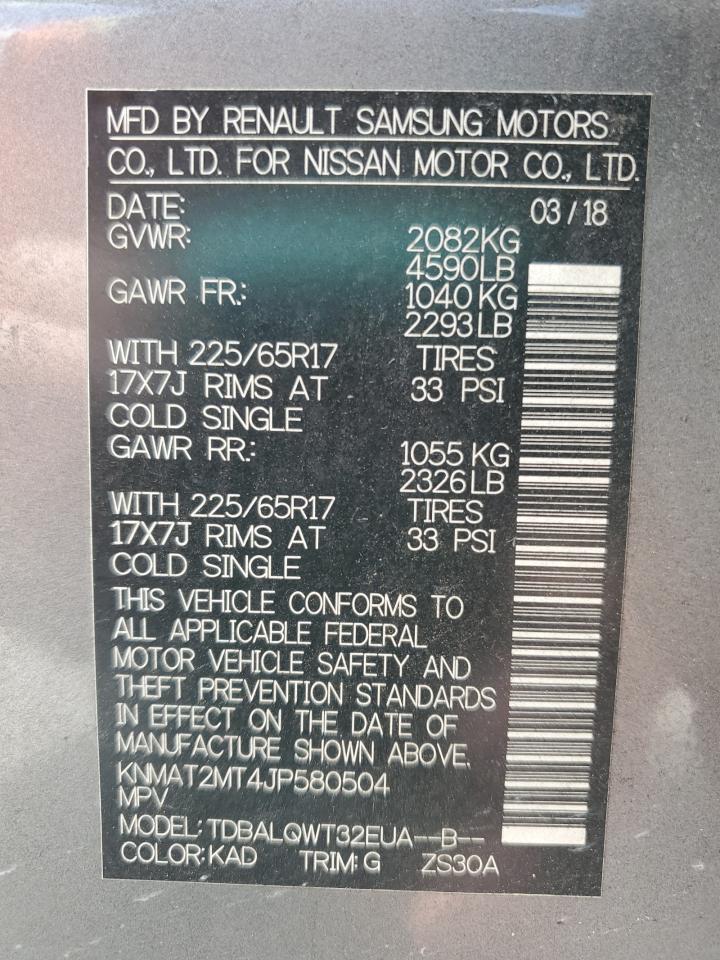 MFD BY RENAULT SAMSUNG MOTORS
CO., LTD. FOR NISSAN MOTOR CO., LTD.
DATE: 03 / 18
GVWR: 2082KG
4590LB
GAWR FR.: 1040 KG
2293 LB
WITH 225/65R17 TIRES
17X7J RIMS AT 33 PSI
COLD SINGLE
GAWR RR.: 1055 KG
2326 LB
WITH 225/65R17 TIRES
17X7J RIMS AT 33 PSI
COLD SINGLE
THIS VEHICLE CONFORMS TO
ALL APPLICABLE FEDERAL
MOTOR VEHICLE SAFETY AND
THEFT PREVENTION STANDARDS
IN EFFECT ON THE DATE OF
MANUFACTURE SHOWN ABOVE.
KNMAT2MT4JP580504
MPV
MODEL: TDBALQWT32EUA--B--
COLOR: KAD TRIM: G ZS30A